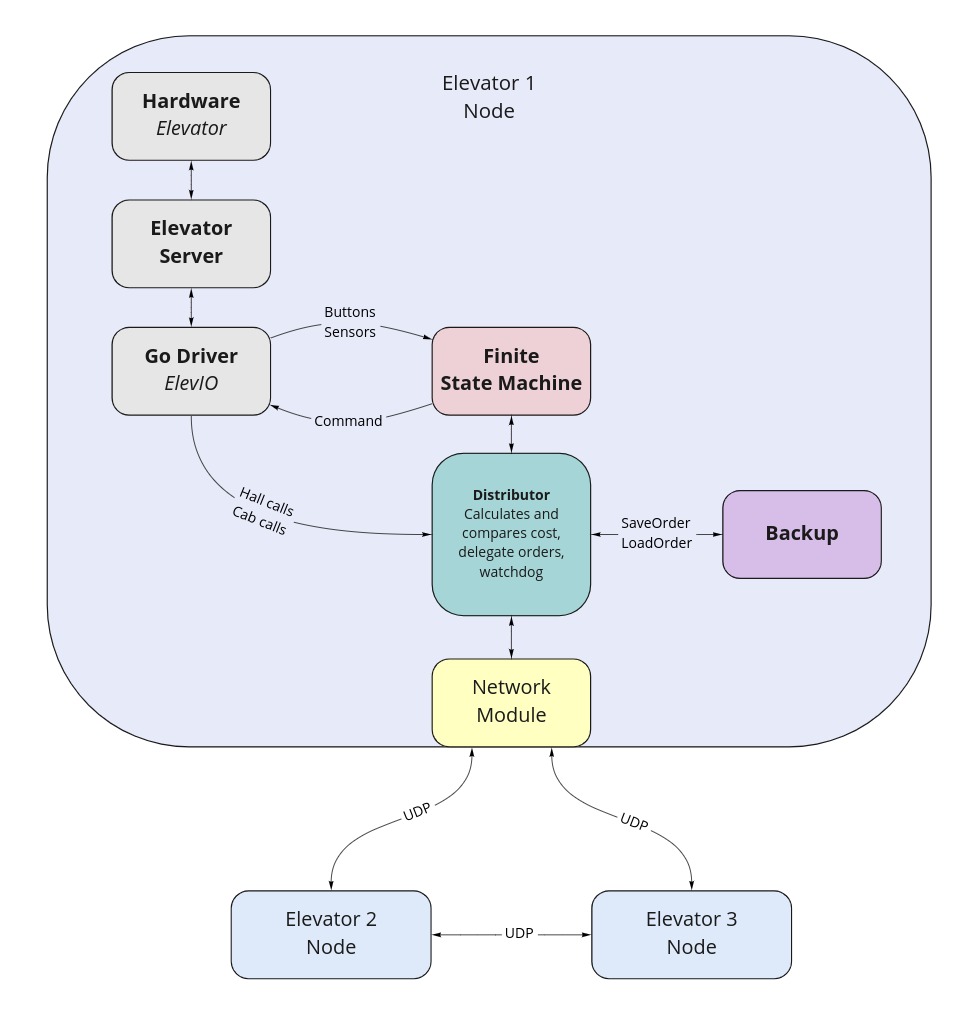 Elevator 1
Node
Hardware
Elevator
Elevator
Server
Go Driver
ElevIO
Buttons
Sensors
Command
Finite
State Machine
Hall calls
Cab calls
Distributor
Calculates and
compares cost,
delegate orders,
watchdog
SaveOrder
LoadOrder
Backup
Network
Module
UDP
UDP
Elevator 2
Node
UDP
Elevator 3
Node